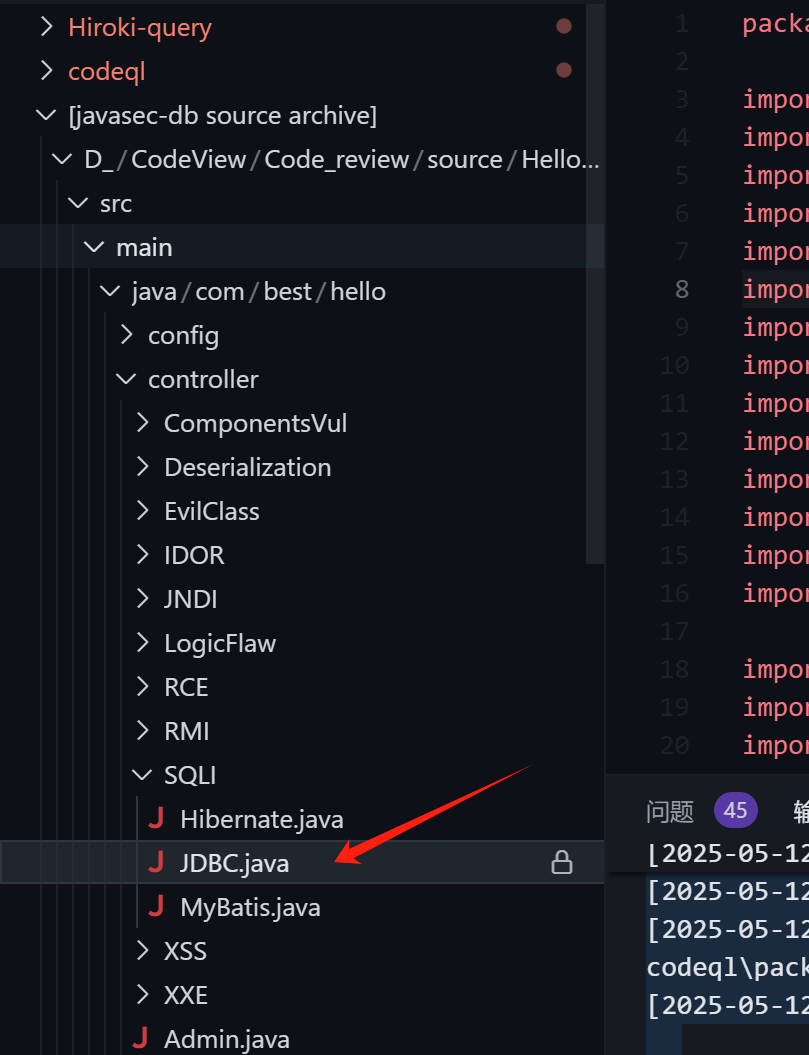 Hiroki-query
codeql
[javasec-db source archive]
D_/CodeView/Code_review/source/Hello...
src
main
java/com/best/hello
config
controller
ComponentsVul
Deserialization
EvilClass
IDOR
JNDI
LogicFlaw
RCE
RMI
SQLI
J Hibernate.java
J JDBC.java
J MyBatis.java
XSS
XXE
J Admin.java
1 packa
2
3 impor
4 impor
5 impor
6 impor
7 impor
8 impor
9 impor
10 impor
11 impor
12 impor
13 impor
14 impor
15 impor
16 impor
17
18 impor
19 impor
20 impor
问题 45 输
[2025-05-12
[2025-05-12
[2025-05-12
codeql\pack
[2025-05-12